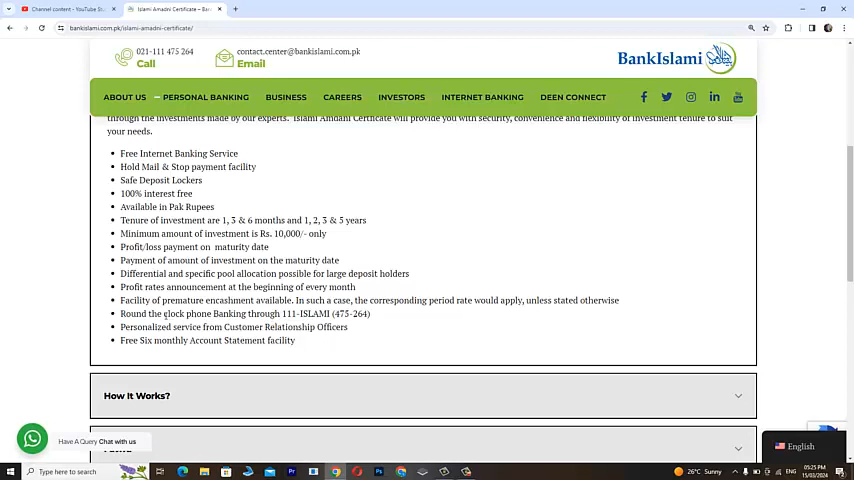 Channel content - YouTube St
Islami Amadni Certificate – Ban
bankislami.com.pk/islami-amadni-certificate/
021-111 475 264
Call
contact.center@bankislami.com.pk
Email
BankIslami
ABOUT US
PERSONAL BANKING
BUSINESS
CAREERS
INVESTORS
INTERNET BANKING
DEEN CONNECT
through the investments made by our experts. Islami Amdani Certificate will provide you with security, convenience and flexibility of investment tenure to suit
your needs.
Free Internet Banking Service
Hold Mail & Stop payment facility
Safe Deposit Lockers
100% interest free
Available in Pak Rupees
Tenure of investment are 1, 3 & 6 months and 1, 2, 3 & 5 years
Minimum amount of investment is Rs. 10,000/- only
Profit/loss payment on maturity date
Payment of amount of investment on the maturity date
Differential and specific pool allocation possible for large deposit holders
Profit rates announcement at the beginning of every month
Facility of premature encashment available. In such a case, the corresponding period rate would apply, unless stated otherwise
Round the clock phone Banking through 111-ISLAMI (475-264)
Personalized service from Customer Relationship Officers
Free Six monthly Account Statement facility
How It Works?
Have A Query Chat with us
English
Type here to search
26°C Sunny
ENG
05:25 PM
15/03/2024